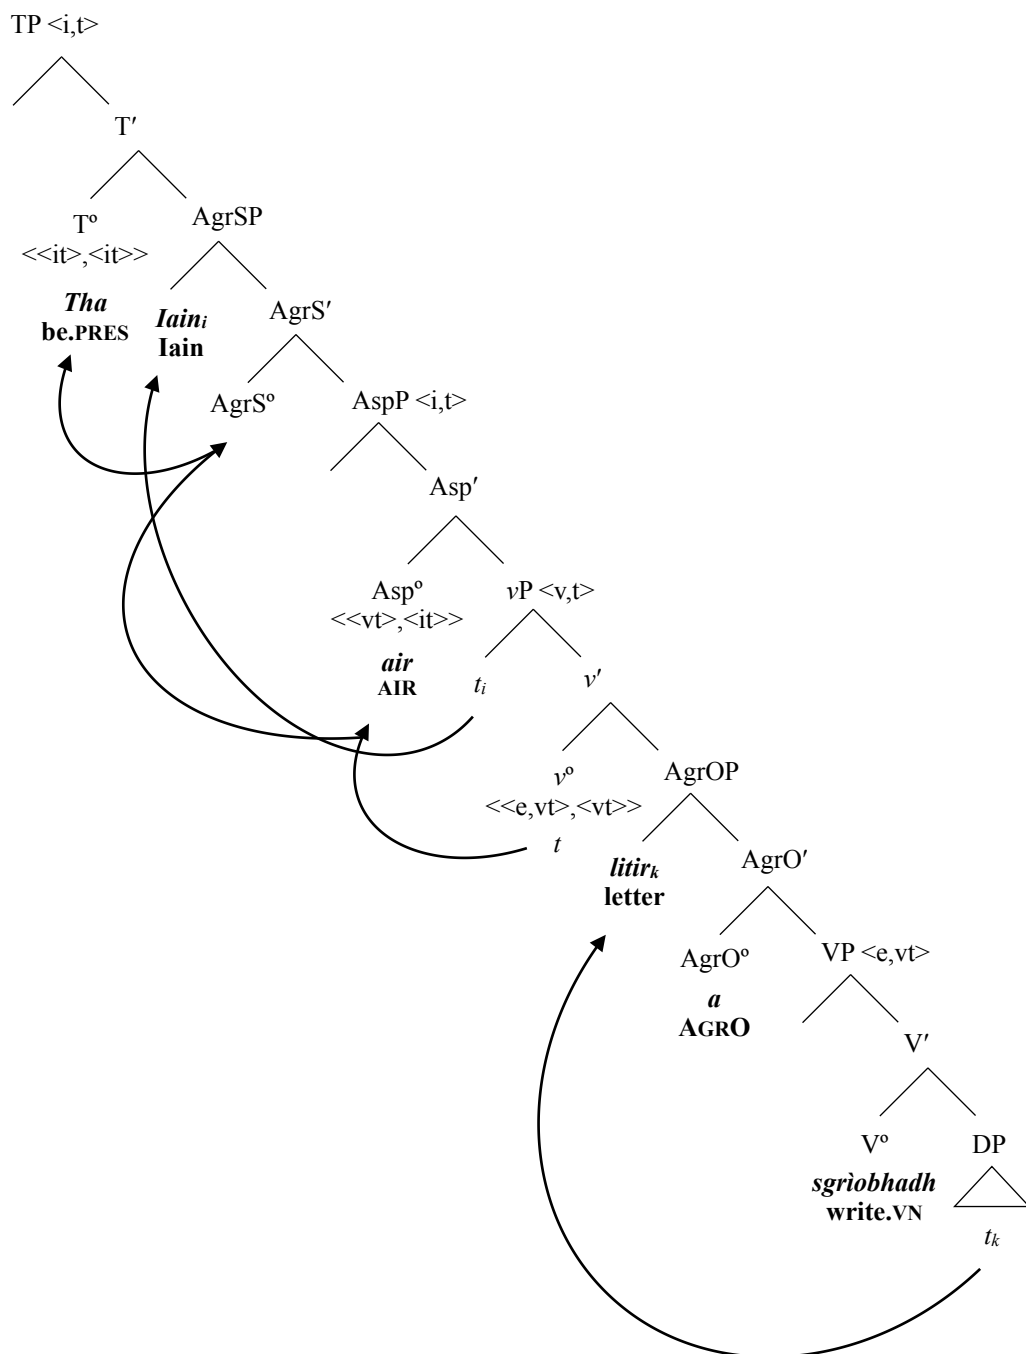 TP <i,t>
T′
Tº
<<it>,<it>>
Tha
be.PRES
AgrSP
Iainᵢ
Iain
AgrS′
AgrSº
AspP <i,t>
Asp′
Aspº
<<vt>,<it>>
air
AIR
vP <v,t>
tᵢ
v′
vº
<<e,vt>,<vt>>
t
AgrOP
litirₖ
letter
AgrO′
AgrOº
a
AGRO
VP <e,vt>
V′
Vº
sgrìobhadh
write.VN
DP
tₖ